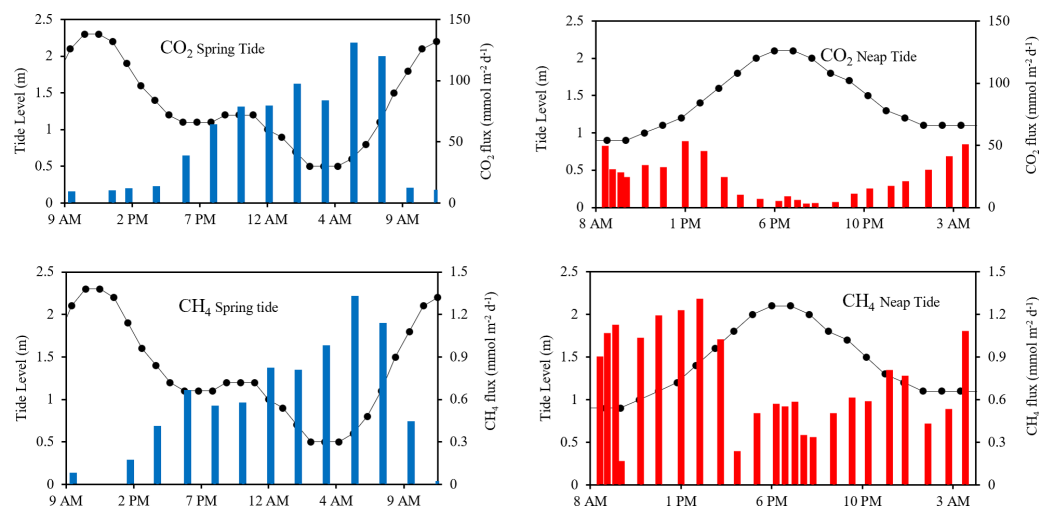 CO2 Spring Tide
Tide Level (m)
2.5
2
1.5
1
0.5
0
150
100
50
0
CO2 flux (mmol m-2 d-1)
9 AM 2 PM 7 PM 12 AM 4 AM 9 AM
CO2 Neap Tide
Tide Level (m)
2.5
2
1.5
1
0.5
0
150
100
50
0
CO2 flux (mmol m-2 d-1)
8 AM 1 PM 6 PM 10 PM 3 AM
CH4 Spring tide
Tide Level (m)
2.5
2
1.5
1
0.5
0
1.5
1.2
0.9
0.6
0.3
0
CH4 flux (mmol m-2 d-1)
9 AM 2 PM 7 PM 12 AM 4 AM 9 AM
CH4 Neap Tide
Tide Level (m)
2.5
2
1.5
1
0.5
0
1.5
1.2
0.9
0.6
0.3
0
CH4 flux (mmol m-2 d-1)
8 AM 1 PM 6 PM 10 PM 3 AM